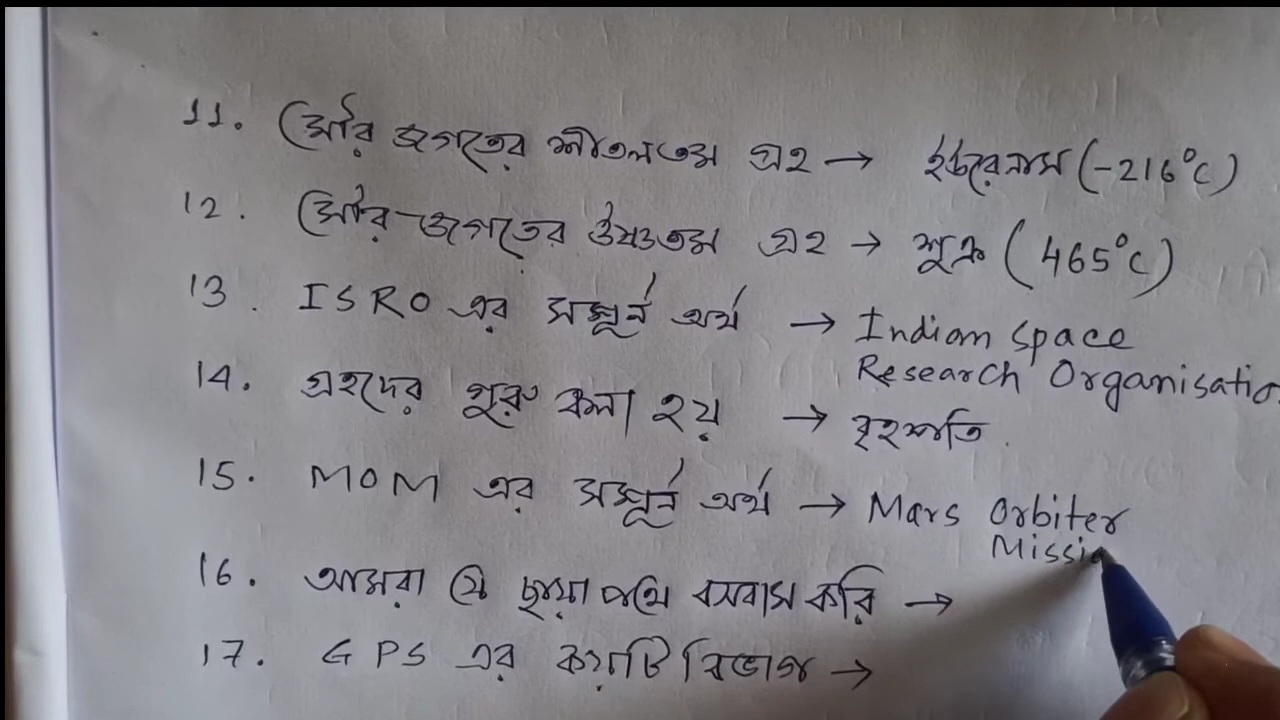 11. সৌর জগতের শীতলতম গ্রহ → ইউরেনাস (-216°C)
12. সৌর জগতের উষ্ণতম গ্রহ → শুক্র (465°C)
13. ISRO এর সম্পূর্ন অর্থ → Indian Space
Research Organisatio
14. গ্রহদের গুরু বলা হয় → বৃহস্পতি
15. MOM এর সম্পূর্ন অর্থ → Mars Orbiter
Missio
16. আমরা যে ছায়াপথে বসবাস করি →
17. GPS এর কয়টি বিভাগ →